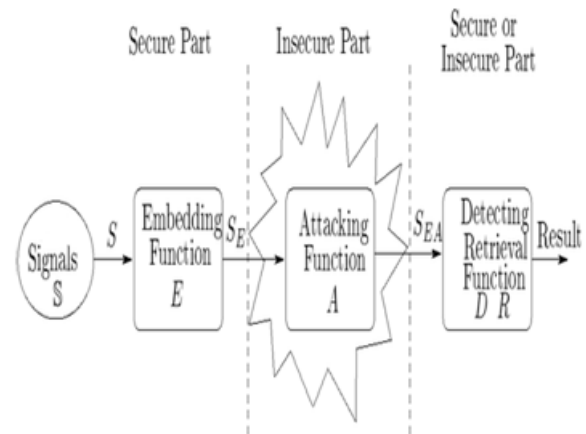 Secure Part
Insecure Part
Secure or
Insecure Part
Signals
𝕊
S
Embedding
Function
E
S_E
Attacking
Function
A
S_EA
Detecting
Retrieval
Function
D R
Result